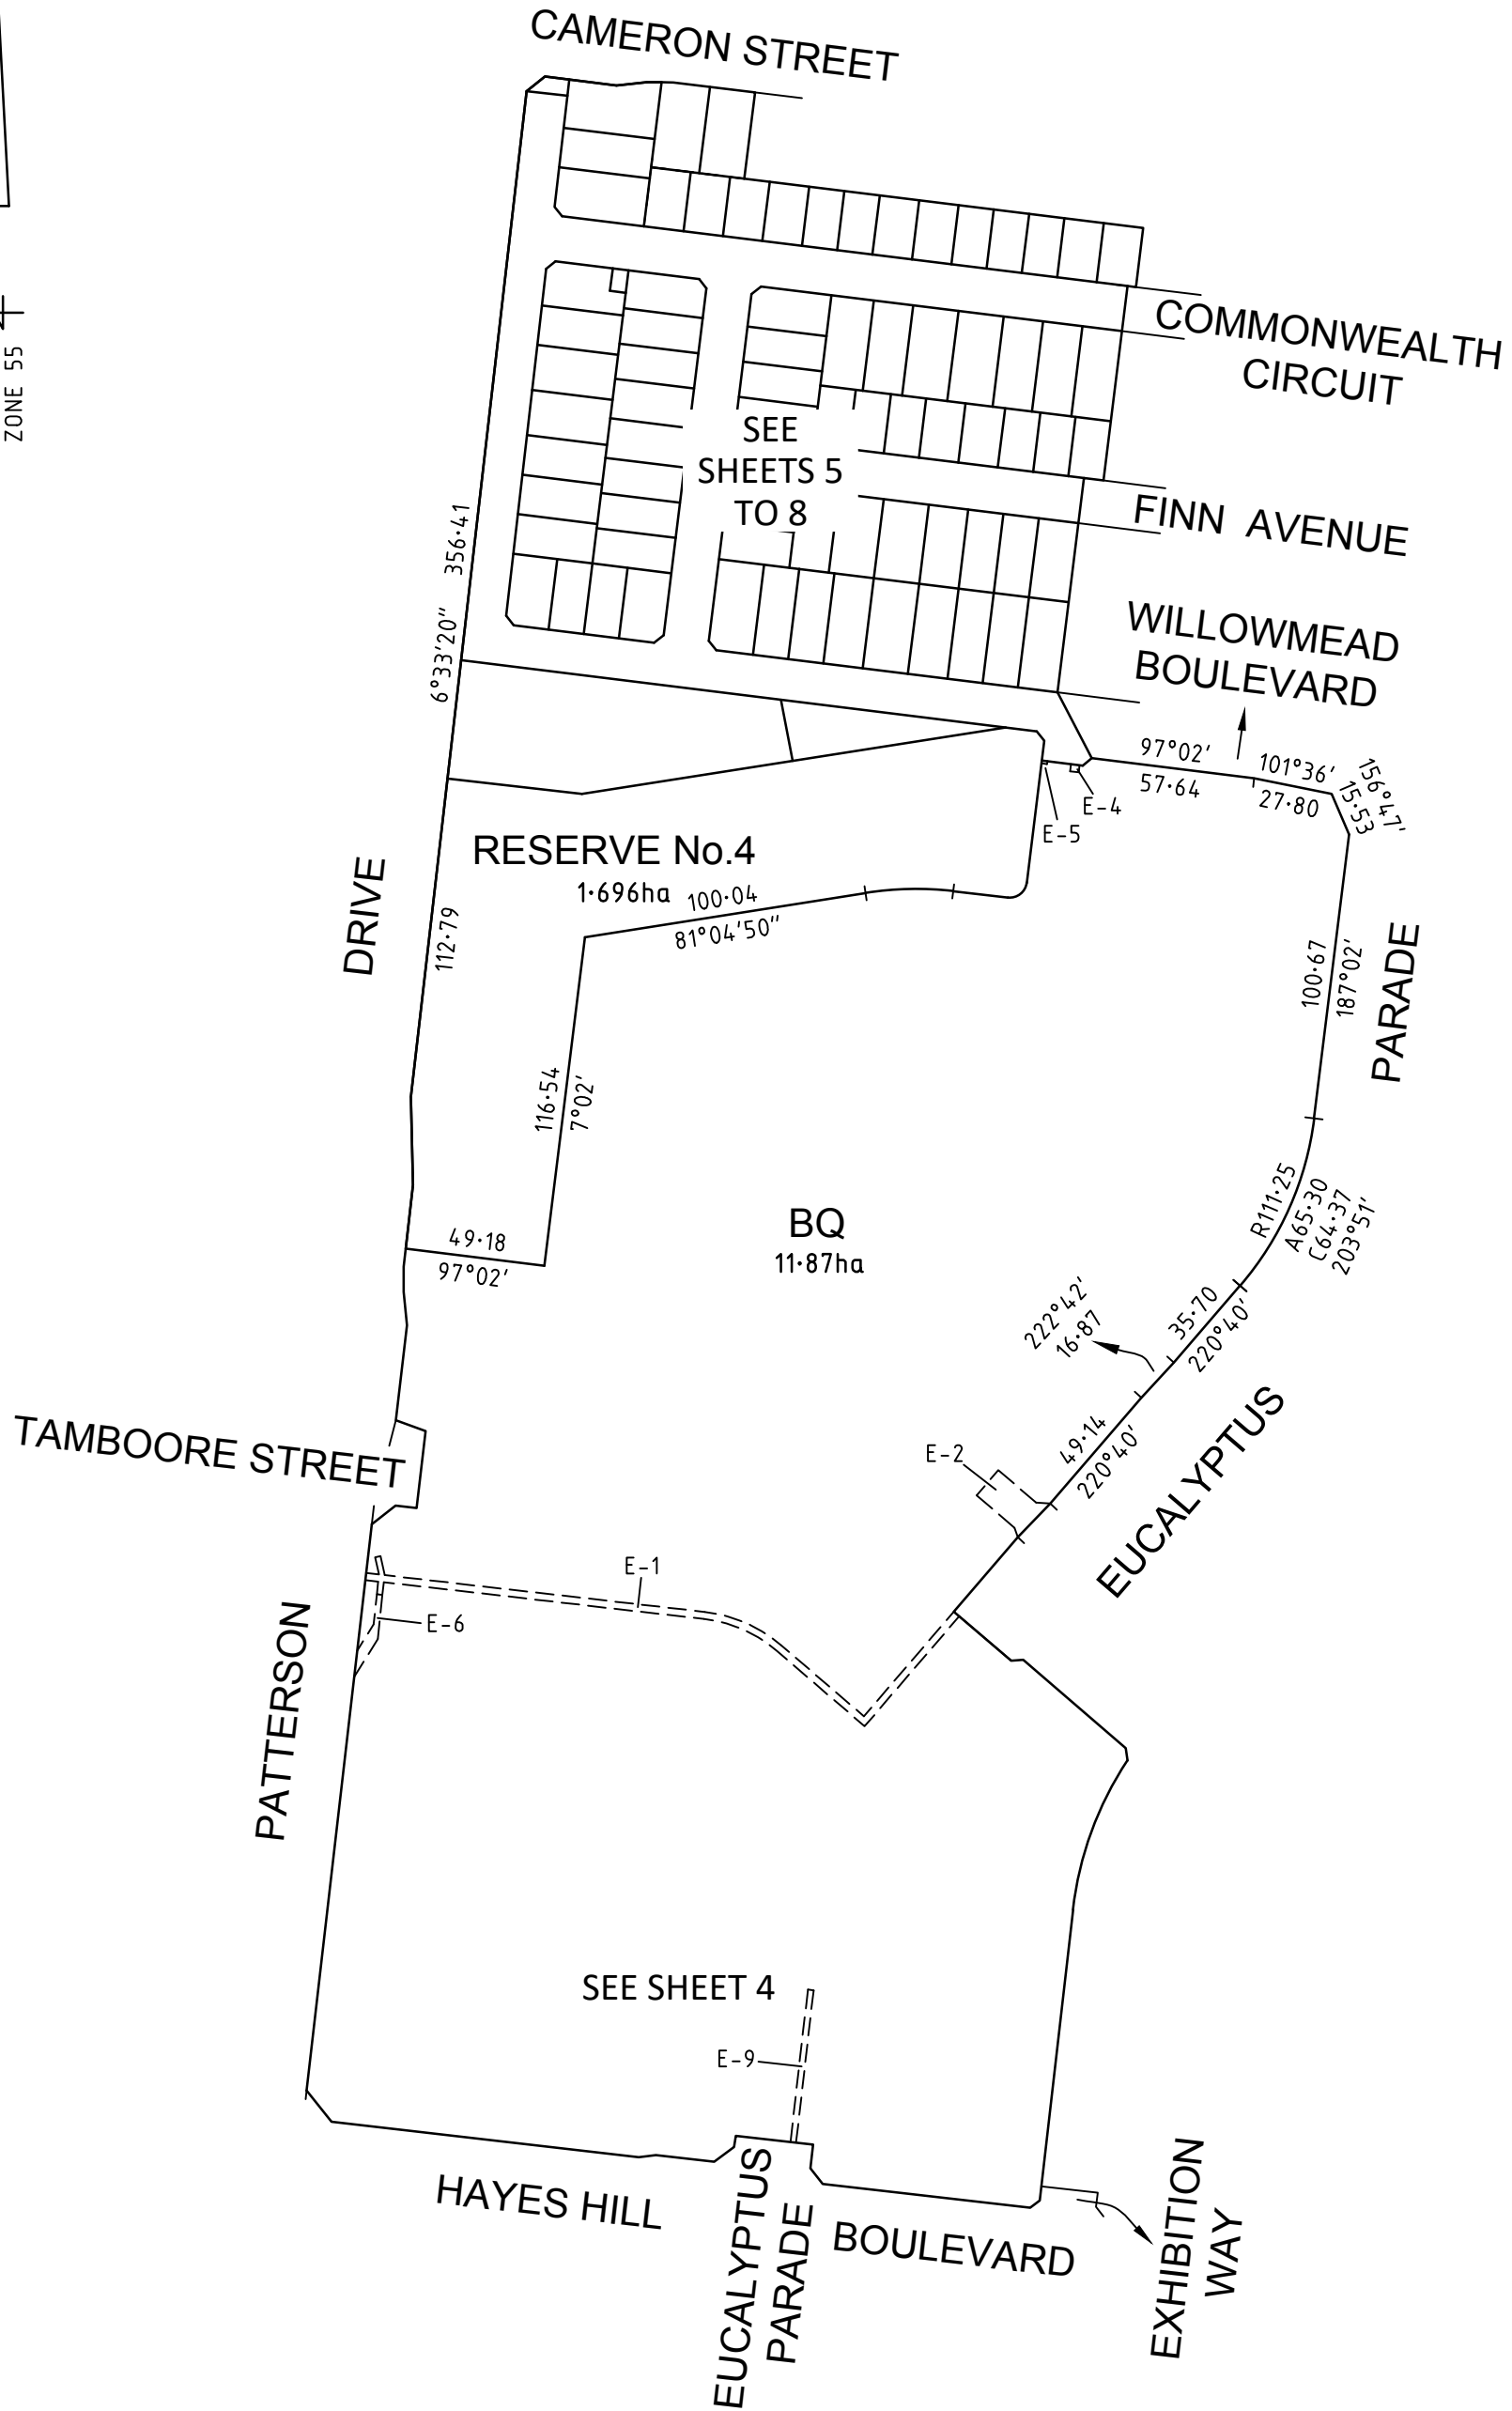 CAMERON STREET
ZONE 55
COMMONWEALTH
CIRCUIT
SEE
SHEETS 5
TO 8
FINN AVENUE
WILLOWMEAD
BOULEVARD
6°33'20" 356·41
97°02'
57·64
101°36'
27·80
156°47'
15·53
E-4
E-5
RESERVE No.4
1·696ha
100·04
81°04'50"
DRIVE
112·79
100·67
187°02'
PARADE
116·54
7°02'
BQ
11·87ha
49·18
97°02'
R111·25
A65·30
C64·37
203°51'
222°42'
16·87
35·70
220°40'
TAMBOORE STREET
E-2
49·14
220°40'
EUCALYPTUS
E-1
E-6
PATTERSON
SEE SHEET 4
E-9
HAYES HILL
EUCALYPTUS
PARADE
BOULEVARD
EXHIBITION
WAY